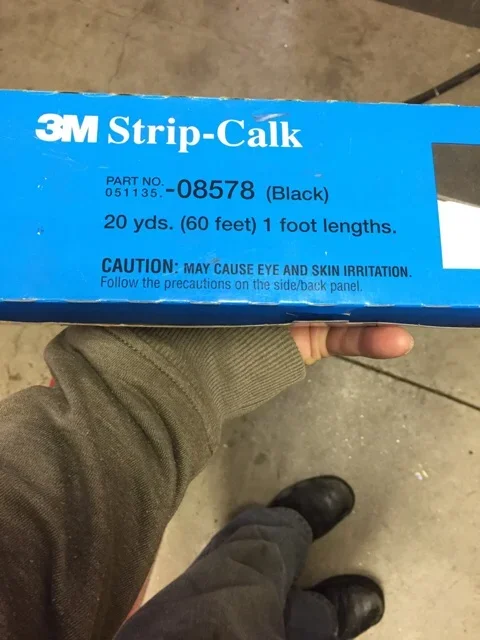 3M Strip-Calk
PART NO.
051135.-08578 (Black)
20 yds. (60 feet) 1 foot lengths.
CAUTION: MAY CAUSE EYE AND SKIN IRRITATION.
Follow the precautions on the side/back panel.